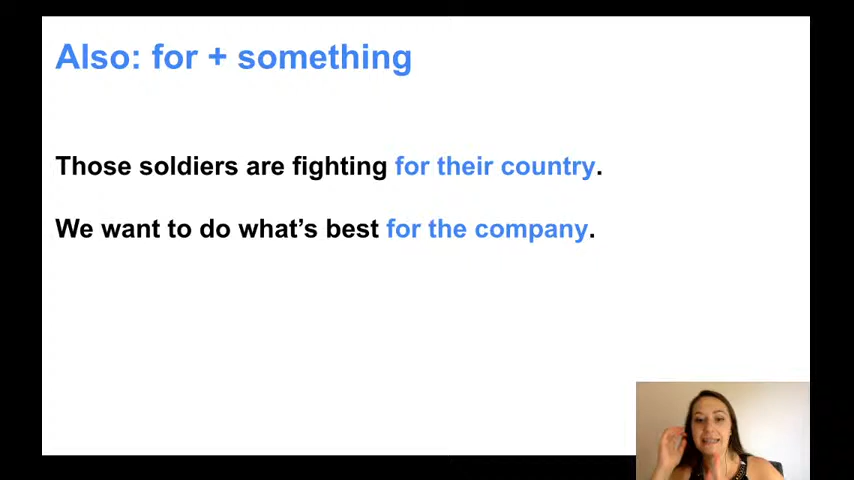 Also: for + something
Those soldiers are fighting for their country.
We want to do what’s best for the company.